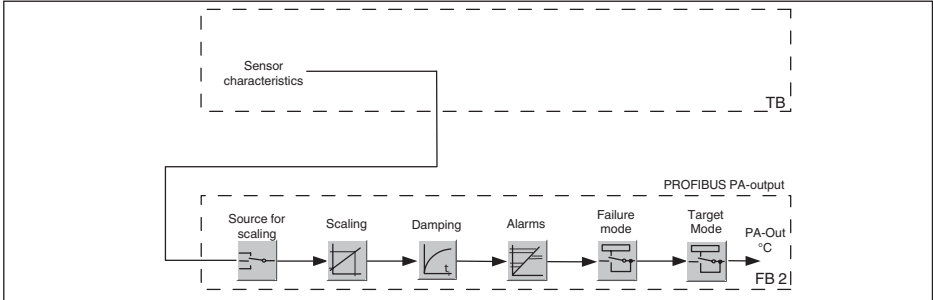 Sensor
characteristics
TB
PROFIBUS PA-output
Source for
scaling
Scaling
Damping
t
Alarms
Failure
mode
Target
Mode
PA-Out
°C
FB 2